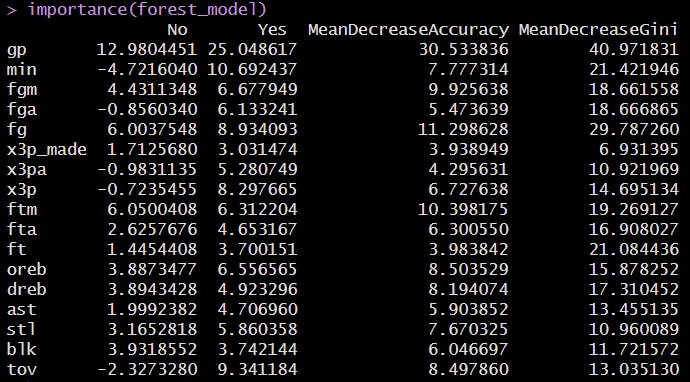 > importance(forest_model)
No Yes MeanDecreaseAccuracy MeanDecreaseGini
gp 12.9804451 25.048617 30.533836 40.971831
min -4.7216040 10.692437 7.777314 21.421946
fgm 4.4311348 6.677949 9.925638 18.661558
fga -0.8560340 6.133241 5.473639 18.666865
fg 6.0037548 8.934093 11.298628 29.787260
x3p_made 1.7125680 3.031474 3.938949 6.931395
x3pa -0.9831135 5.280749 4.295631 10.921969
x3p -0.7235455 8.297665 6.727638 14.695134
ftm 6.0500408 6.312204 10.398175 19.269127
fta 2.6257676 4.653167 6.300550 16.908027
ft 1.4454408 3.700151 3.983842 21.084436
oreb 3.8873477 6.556565 8.503529 15.878252
dreb 3.8943428 4.923296 8.194074 17.310452
ast 1.9992382 4.706960 5.903852 13.455135
stl 3.1652818 5.860358 7.670325 10.960089
blk 3.9318552 3.742144 6.046697 11.721572
tov -2.3273280 9.341184 8.497860 13.035130